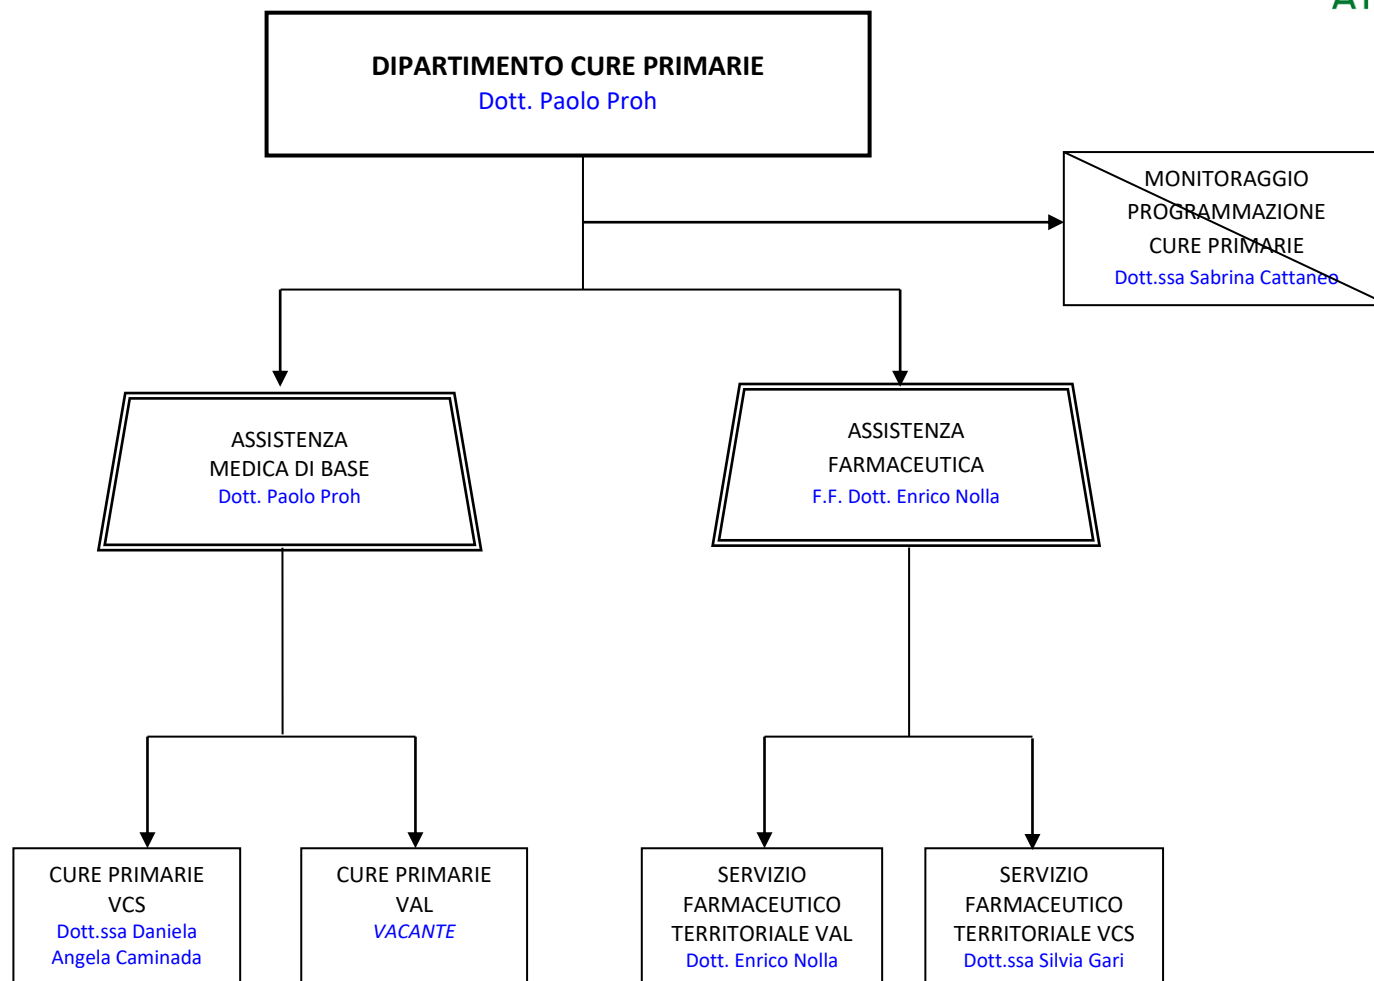 DIPARTIMENTO CURE PRIMARIE
Dott. Paolo Proh
MONITORAGGIO
PROGRAMMAZIONE
CURE PRIMARIE
Dott.ssa Sabrina Cattaneo
ASSISTENZA
MEDICA DI BASE
Dott. Paolo Proh
ASSISTENZA
FARMACEUTICA
F.F. Dott. Enrico Nolla
CURE PRIMARIE
VCS
Dott.ssa Daniela
Angela Caminada
CURE PRIMARIE
VAL
VACANTE
SERVIZIO
FARMACEUTICO
TERRITORIALE VAL
Dott. Enrico Nolla
SERVIZIO
FARMACEUTICO
TERRITORIALE VCS
Dott.ssa Silvia Gari